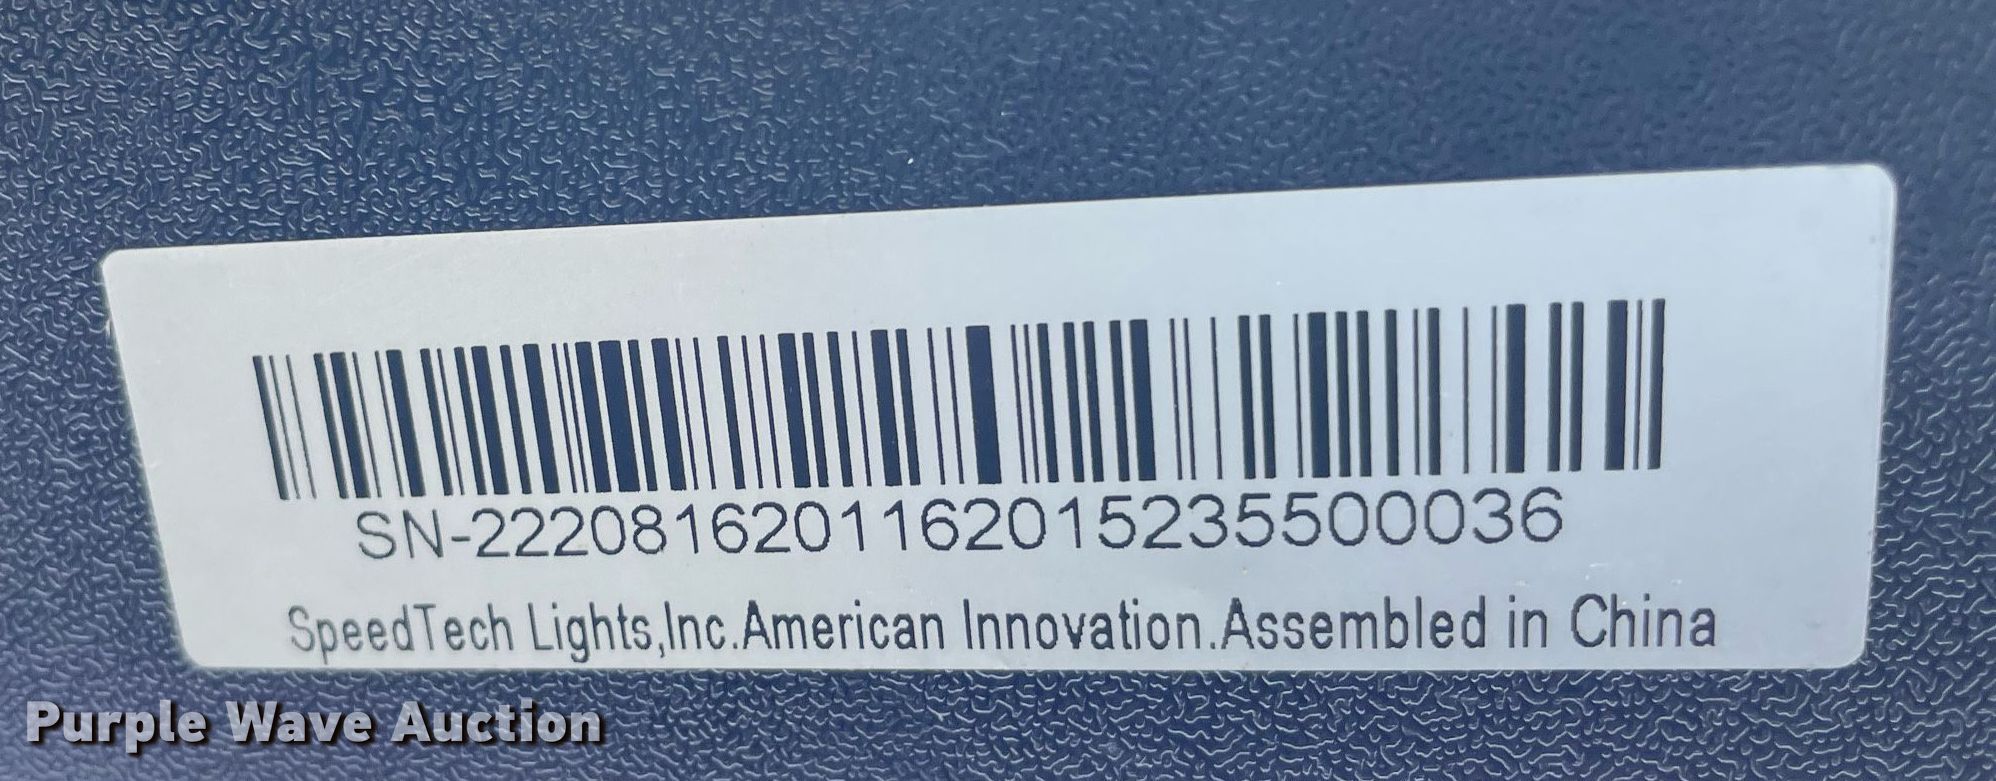 SN-2220816201162015235500036
SpeedTech Lights,Inc.American Innovation.Assembled in China
Purple Wave Auction